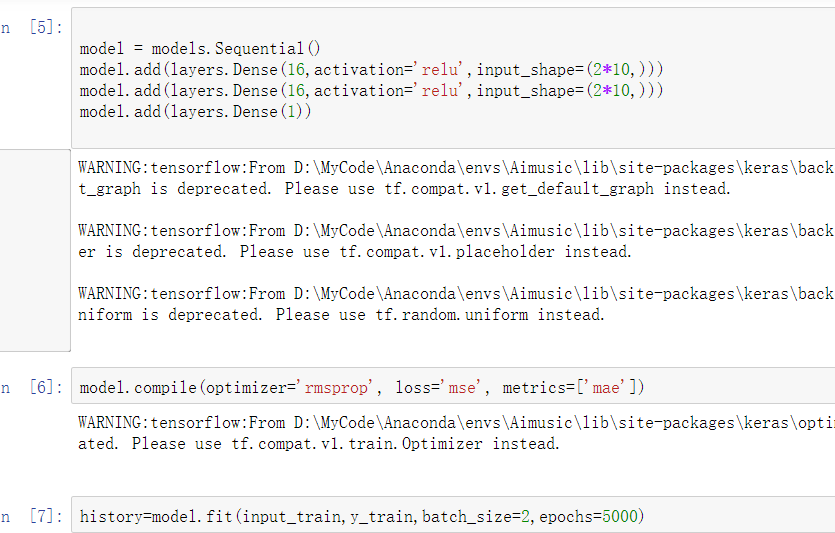 n [5]:
model = models.Sequential()
model.add(layers.Dense(16,activation='relu',input_shape=(2*10,)))
model.add(layers.Dense(16,activation='relu',input_shape=(2*10,)))
model.add(layers.Dense(1))
WARNING:tensorflow:From D:\MyCode\Anaconda\envs\Aimusic\lib\site-packages\keras\back
t_graph is deprecated. Please use tf.compat.v1.get_default_graph instead.
WARNING:tensorflow:From D:\MyCode\Anaconda\envs\Aimusic\lib\site-packages\keras\back
er is deprecated. Please use tf.compat.v1.placeholder instead.
WARNING:tensorflow:From D:\MyCode\Anaconda\envs\Aimusic\lib\site-packages\keras\back
niform is deprecated. Please use tf.random.uniform instead.
n [6]: model.compile(optimizer='rmsprop', loss='mse', metrics=['mae'])
WARNING:tensorflow:From D:\MyCode\Anaconda\envs\Aimusic\lib\site-packages\keras\opti
ated. Please use tf.compat.v1.train.Optimizer instead.
n [7]: history=model.fit(input_train,y_train,batch_size=2,epochs=5000)